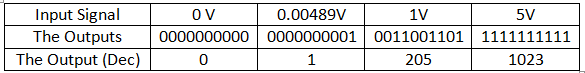 Input Signal 0 V 0.00489V 1V 5V
The Outputs 0000000000 0000000001 0011001101 1111111111
The Output (Dec) 0 1 205 1023